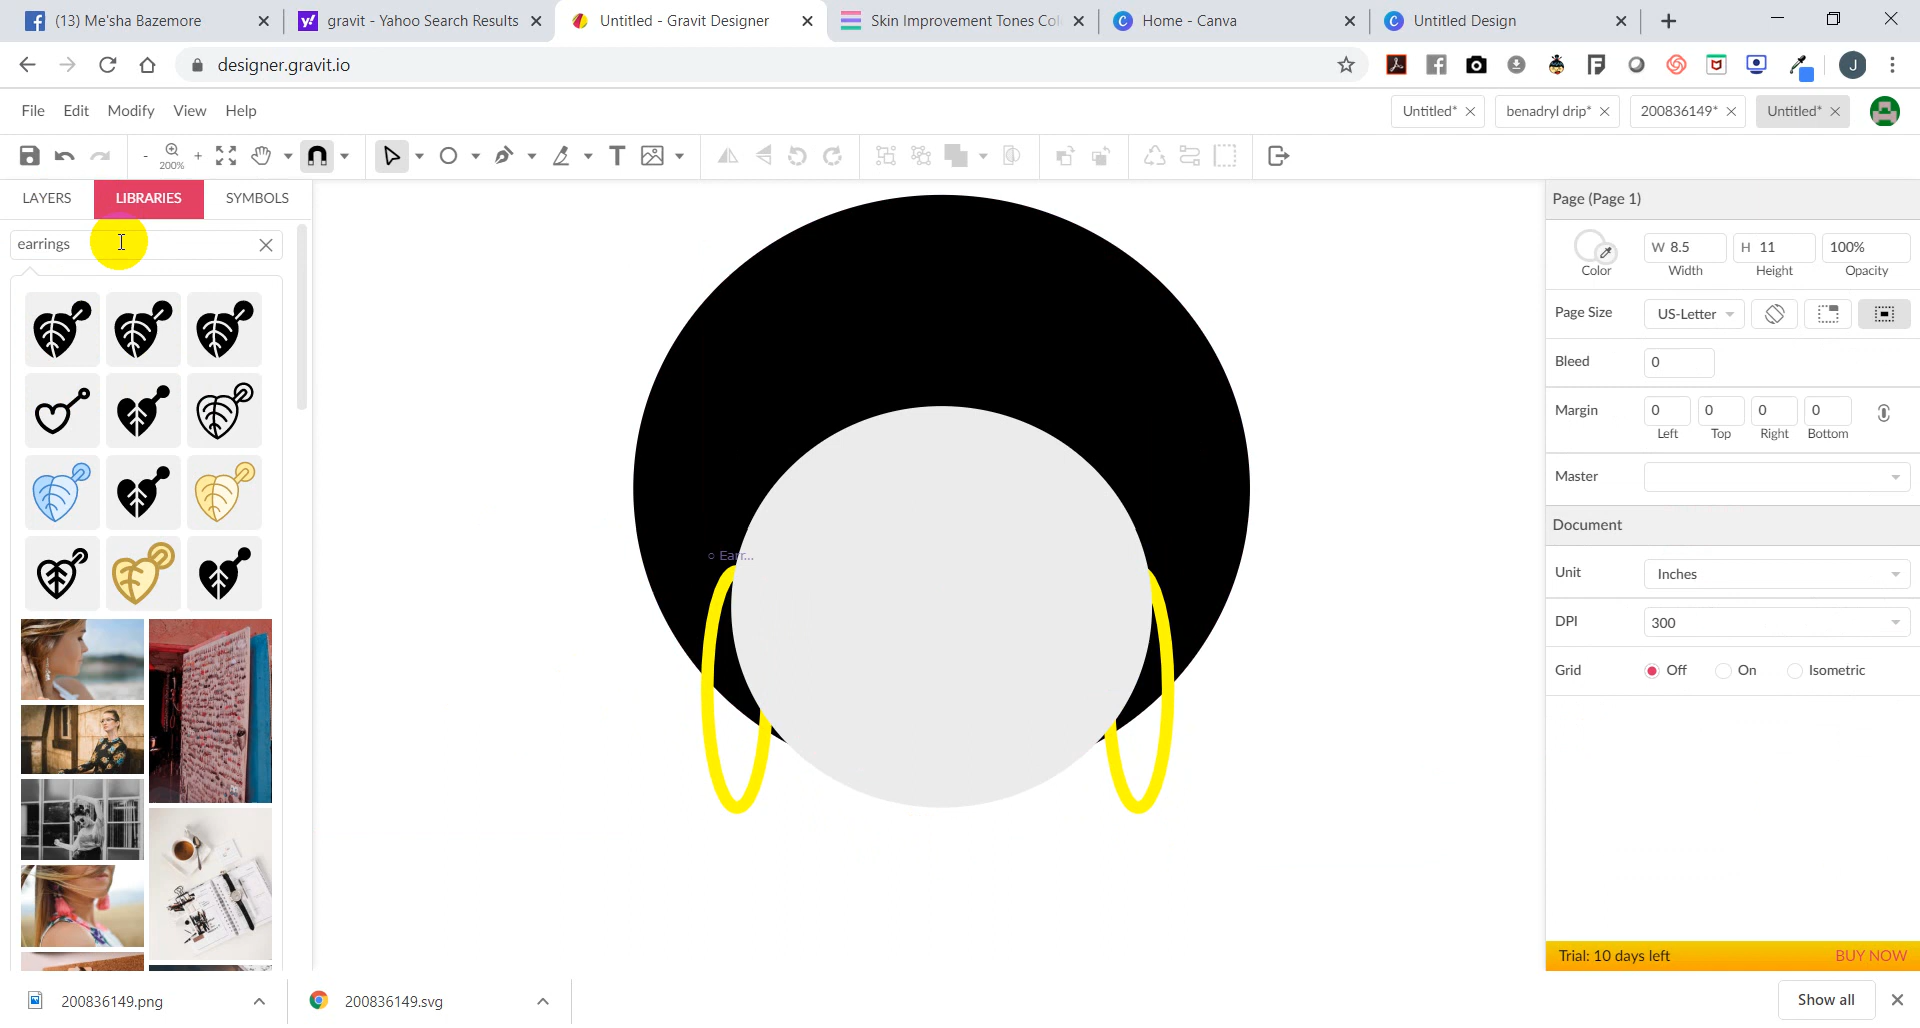 (13) Me'sha Bazemore
gravit - Yahoo Search Results
Untitled - Gravit Designer
Skin Improvement Tones Col
Home - Canva
Untitled Design
designer.gravit.io
J
File Edit Modify View Help
Untitled*
benadryl drip*
200836149*
Untitled*
- 200% +
LAYERS LIBRARIES SYMBOLS
earrings
Ear...
Page (Page 1)
W 8.5 H 11 100%
Color Width Height Opacity
Page Size US-Letter
Bleed 0
Margin 0 0 0 0
Left Top Right Bottom
Master
Document
Unit Inches
DPI 300
Grid Off On Isometric
Trial: 10 days left BUY NOW
200836149.png
200836149.svg
Show all